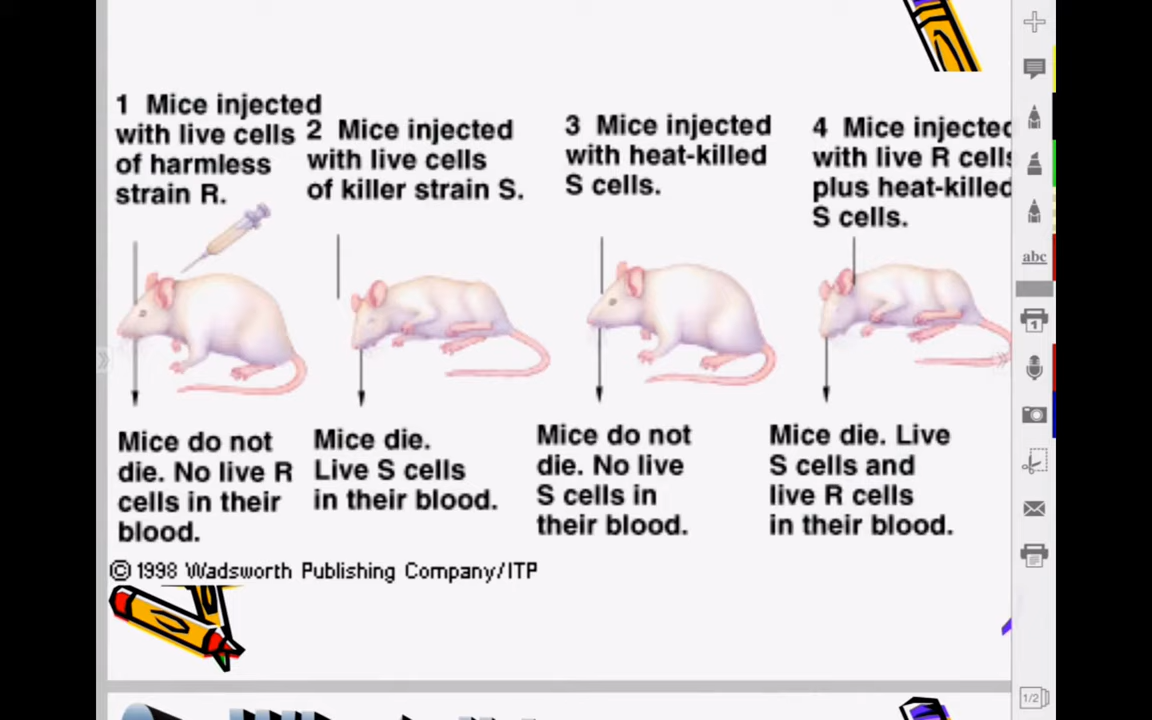 1 Mice injected
with live cells
of harmless
strain R.
2 Mice injected
with live cells
of killer strain S.
3 Mice injected
with heat-killed
S cells.
4 Mice injected
with live R cells
plus heat-killed
S cells.
Mice do not
die. No live R
cells in their
blood.
Mice die.
Live S cells
in their blood.
Mice do not
die. No live
S cells in
their blood.
Mice die. Live
S cells and
live R cells
in their blood.
© 1998 Wadsworth Publishing Company/ITP
abc
1
1/2